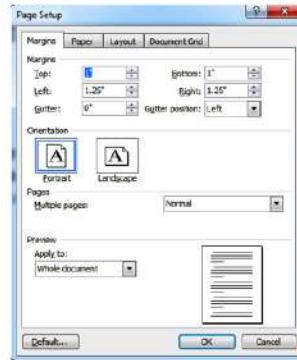 Page Setup
Margins Paper Layout Document Grid
Margins
Top: 1" Bottom: 1"
Left: 1.25" Right: 1.25"
Gutter: 0" Gutter position: Left
Orientation
Portrait Landscape
Pages
Multiple pages: Normal
Preview
Apply to:
Whole document
Default... OK Cancel